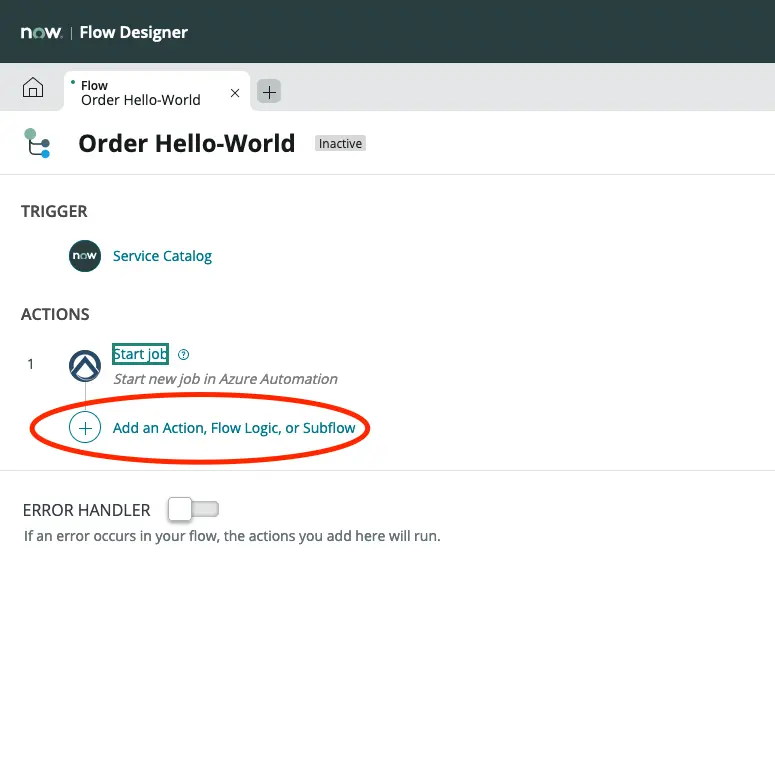 now. | Flow Designer
Flow
Order Hello-World
Order Hello-World Inactive
TRIGGER
now Service Catalog
ACTIONS
1 Start job ?
Start new job in Azure Automation
+ Add an Action, Flow Logic, or Subflow
ERROR HANDLER
If an error occurs in your flow, the actions you add here will run.